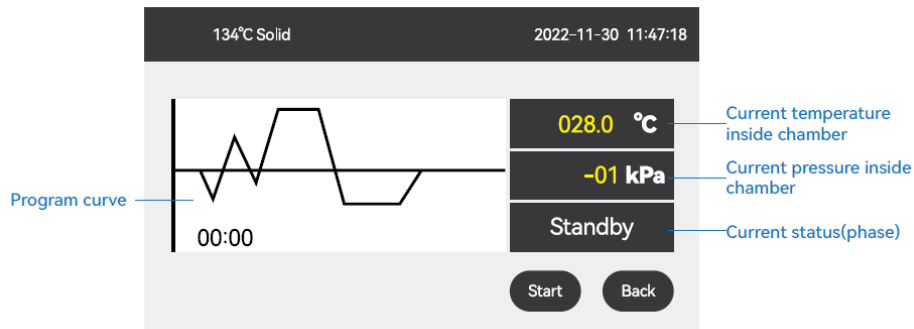 134℃ Solid
2022-11-30 11:47:18
028.0 ℃
Current temperature
inside chamber
-01 kPa
Current pressure inside
chamber
Program curve
00:00
Standby
Current status(phase)
Start
Back